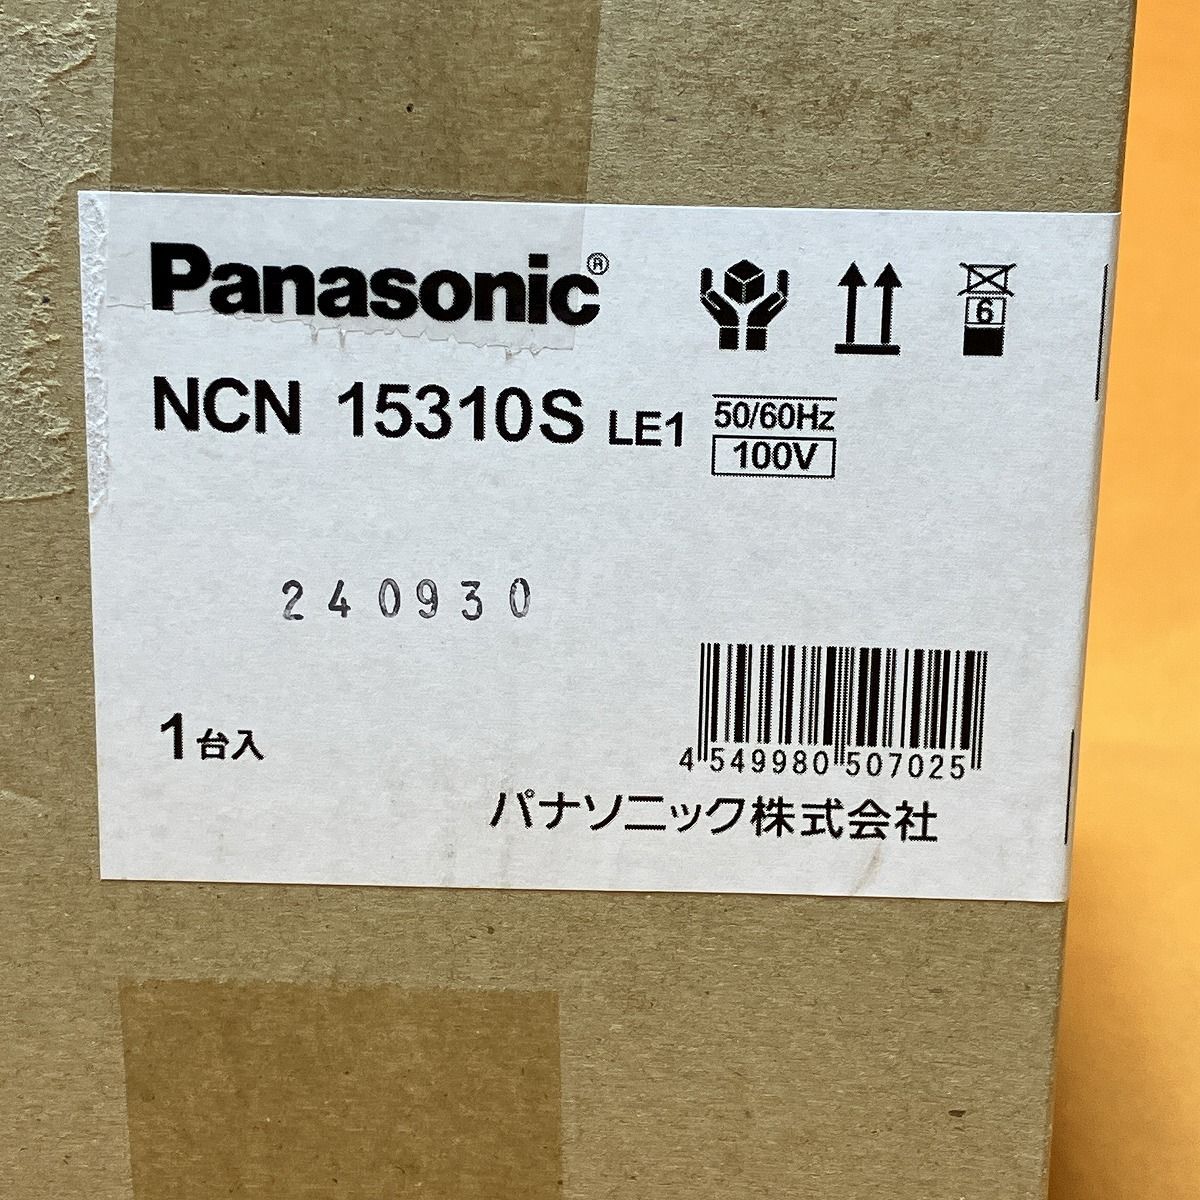 Panasonic®
6
NCN 15310S LE1
50/60Hz
100V
240930
1台入
4 549980 507025
パナソニック株式会社